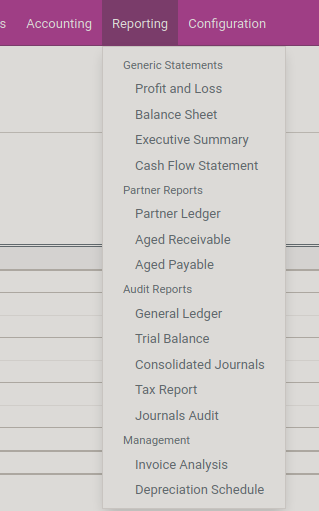 s Accounting Reporting Configuration
Generic Statements
Profit and Loss
Balance Sheet
Executive Summary
Cash Flow Statement
Partner Reports
Partner Ledger
Aged Receivable
Aged Payable
Audit Reports
General Ledger
Trial Balance
Consolidated Journals
Tax Report
Journals Audit
Management
Invoice Analysis
Depreciation Schedule